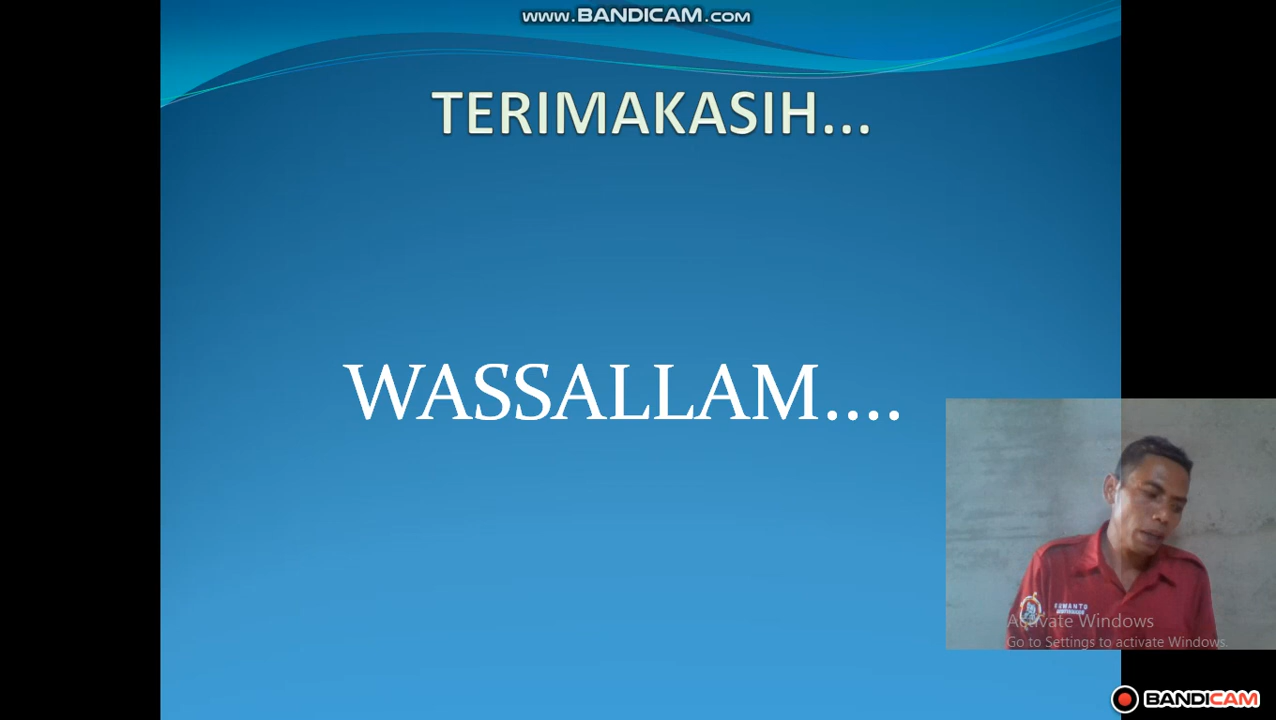 www.BANDICAM.com
TERIMAKASIH...
WASSALLAM....
Activate Windows
Go to Settings to activate Windows.
BANDICAM